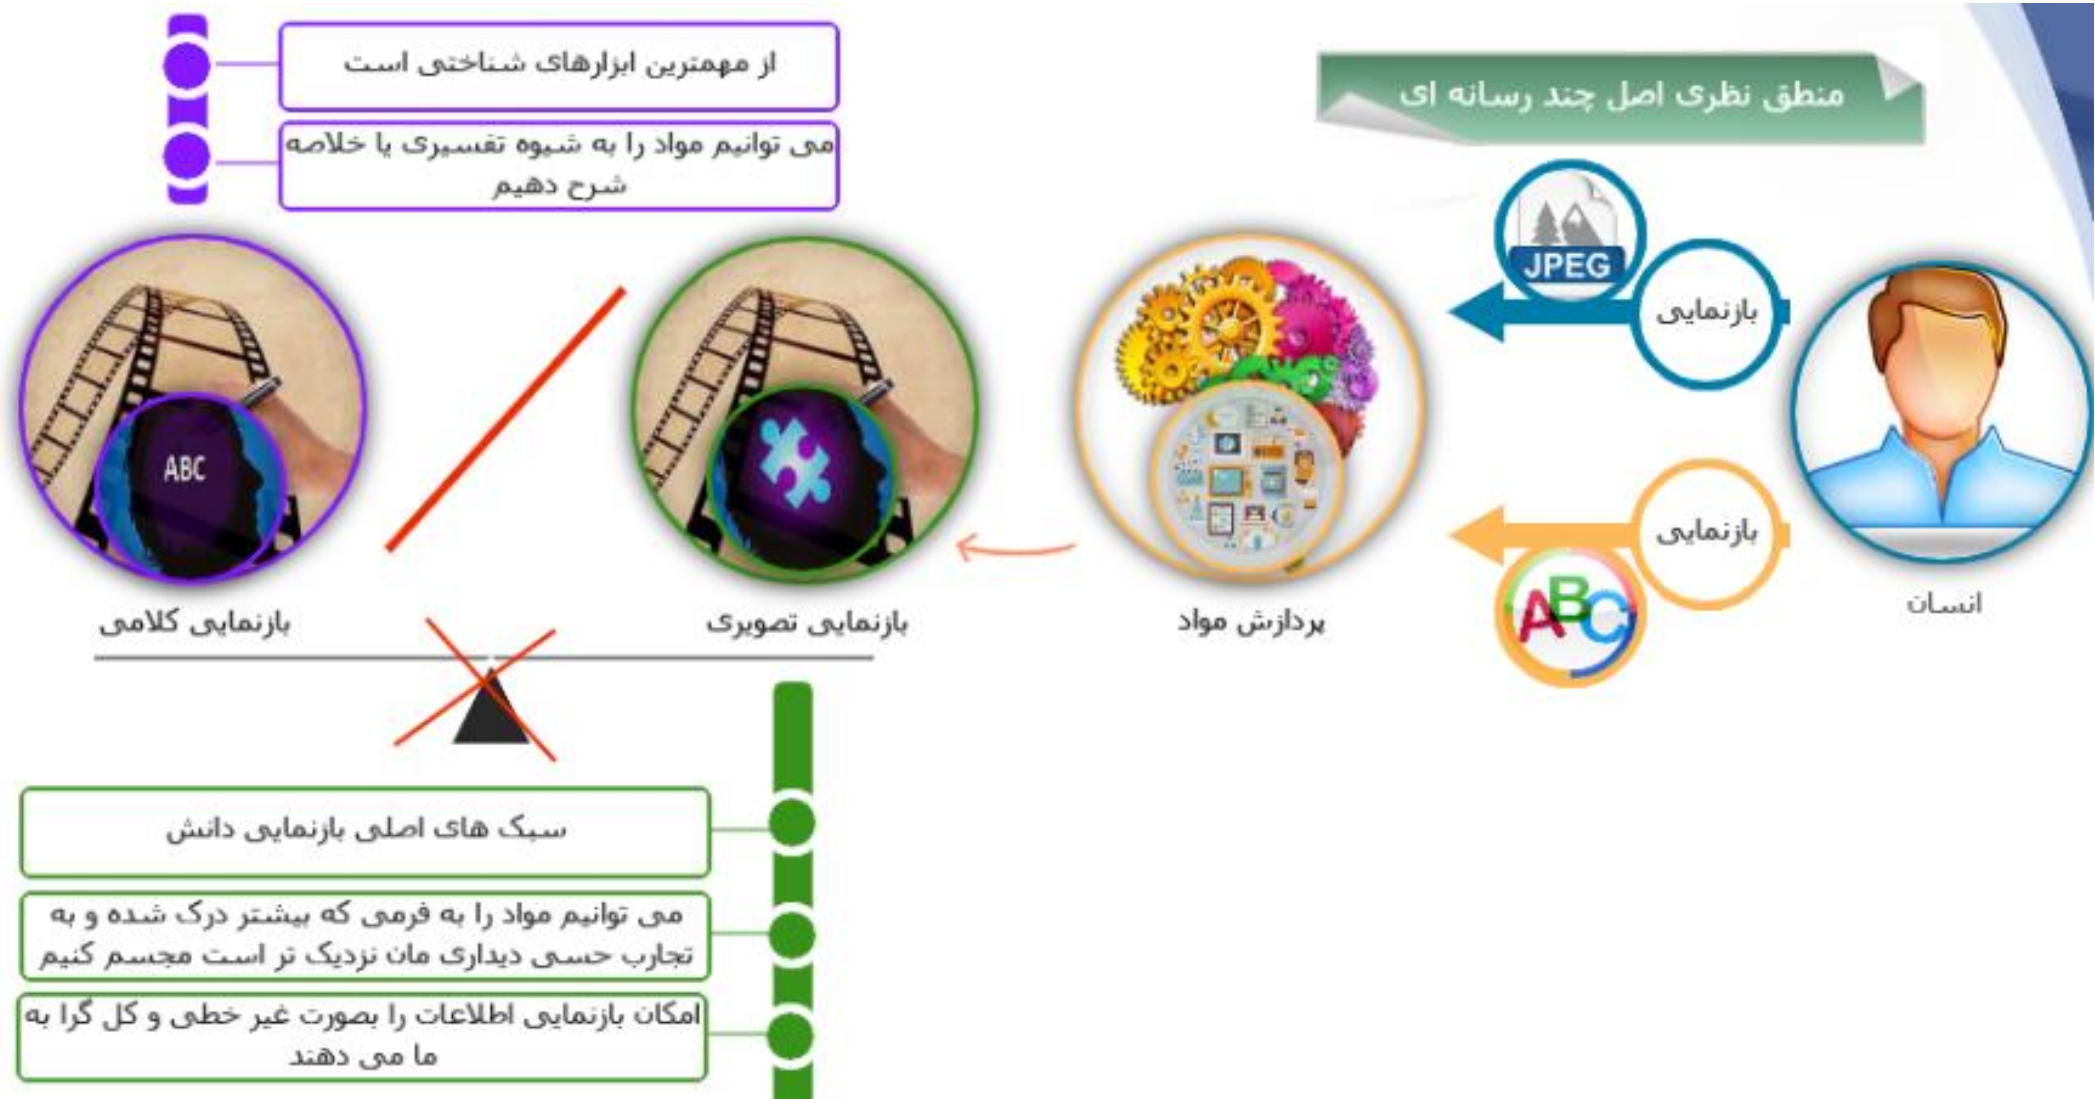 منطق نظری اصل چند رسانه ای
JPEG
بازنمایی
بازنمایی
ABC
انسان
پردازش مواد
بازنمایی تصویری
ABC
بازنمایی کلامی
از مهمترین ابزارهای شناختی است
می توانیم مواد را به شیوه تفسیری یا خلاصه
شرح دهیم
سبک های اصلی بازنمایی دانش
می توانیم مواد را به فرمی که بیشتر درک شده و به
تجارب حسی دیداری مان نزدیک تر است مجسم کنیم
امکان بازنمایی اطلاعات را بصورت غیر خطی و کل گرا به
ما می دهند